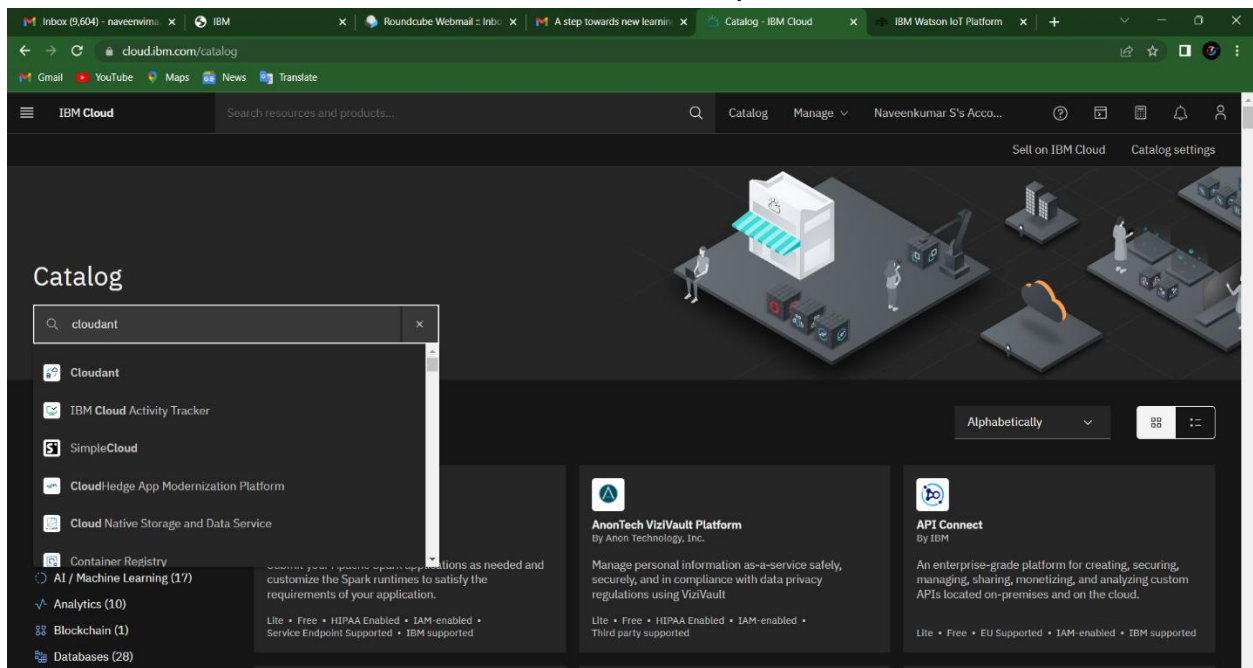 Inbox (9,604) - naveenvima
IBM
Roundcube Webmail :: Inbo
A step towards new learnin
Catalog - IBM Cloud
IBM Watson IoT Platform
cloud.ibm.com/catalog
Gmail
YouTube
Maps
News
Translate
IBM Cloud
Search resources and products...
Catalog
Manage
Naveenkumar S's Acco...
Sell on IBM Cloud
Catalog settings
Catalog
cloudant
Cloudant
IBM Cloud Activity Tracker
SimpleCloud
CloudHedge App Modernization Platform
Cloud Native Storage and Data Service
Container Registry
AI / Machine Learning (17)
Analytics (10)
Blockchain (1)
Databases (28)
Alphabetically
customize the Spark runtimes to satisfy the
requirements of your application.
Lite • Free • HIPAA Enabled • IAM-enabled •
Service Endpoint Supported • IBM supported
AnonTech ViziVault Platform
By Anon Technology, Inc.
Manage personal information as-a-service safely,
securely, and in compliance with data privacy
regulations using ViziVault
Lite • Free • HIPAA Enabled • IAM-enabled •
Third party supported
API Connect
By IBM
An enterprise-grade platform for creating, securing,
managing, sharing, monetizing, and analyzing custom
APIs located on-premises and on the cloud.
Lite • Free • EU Supported • IAM-enabled • IBM supported